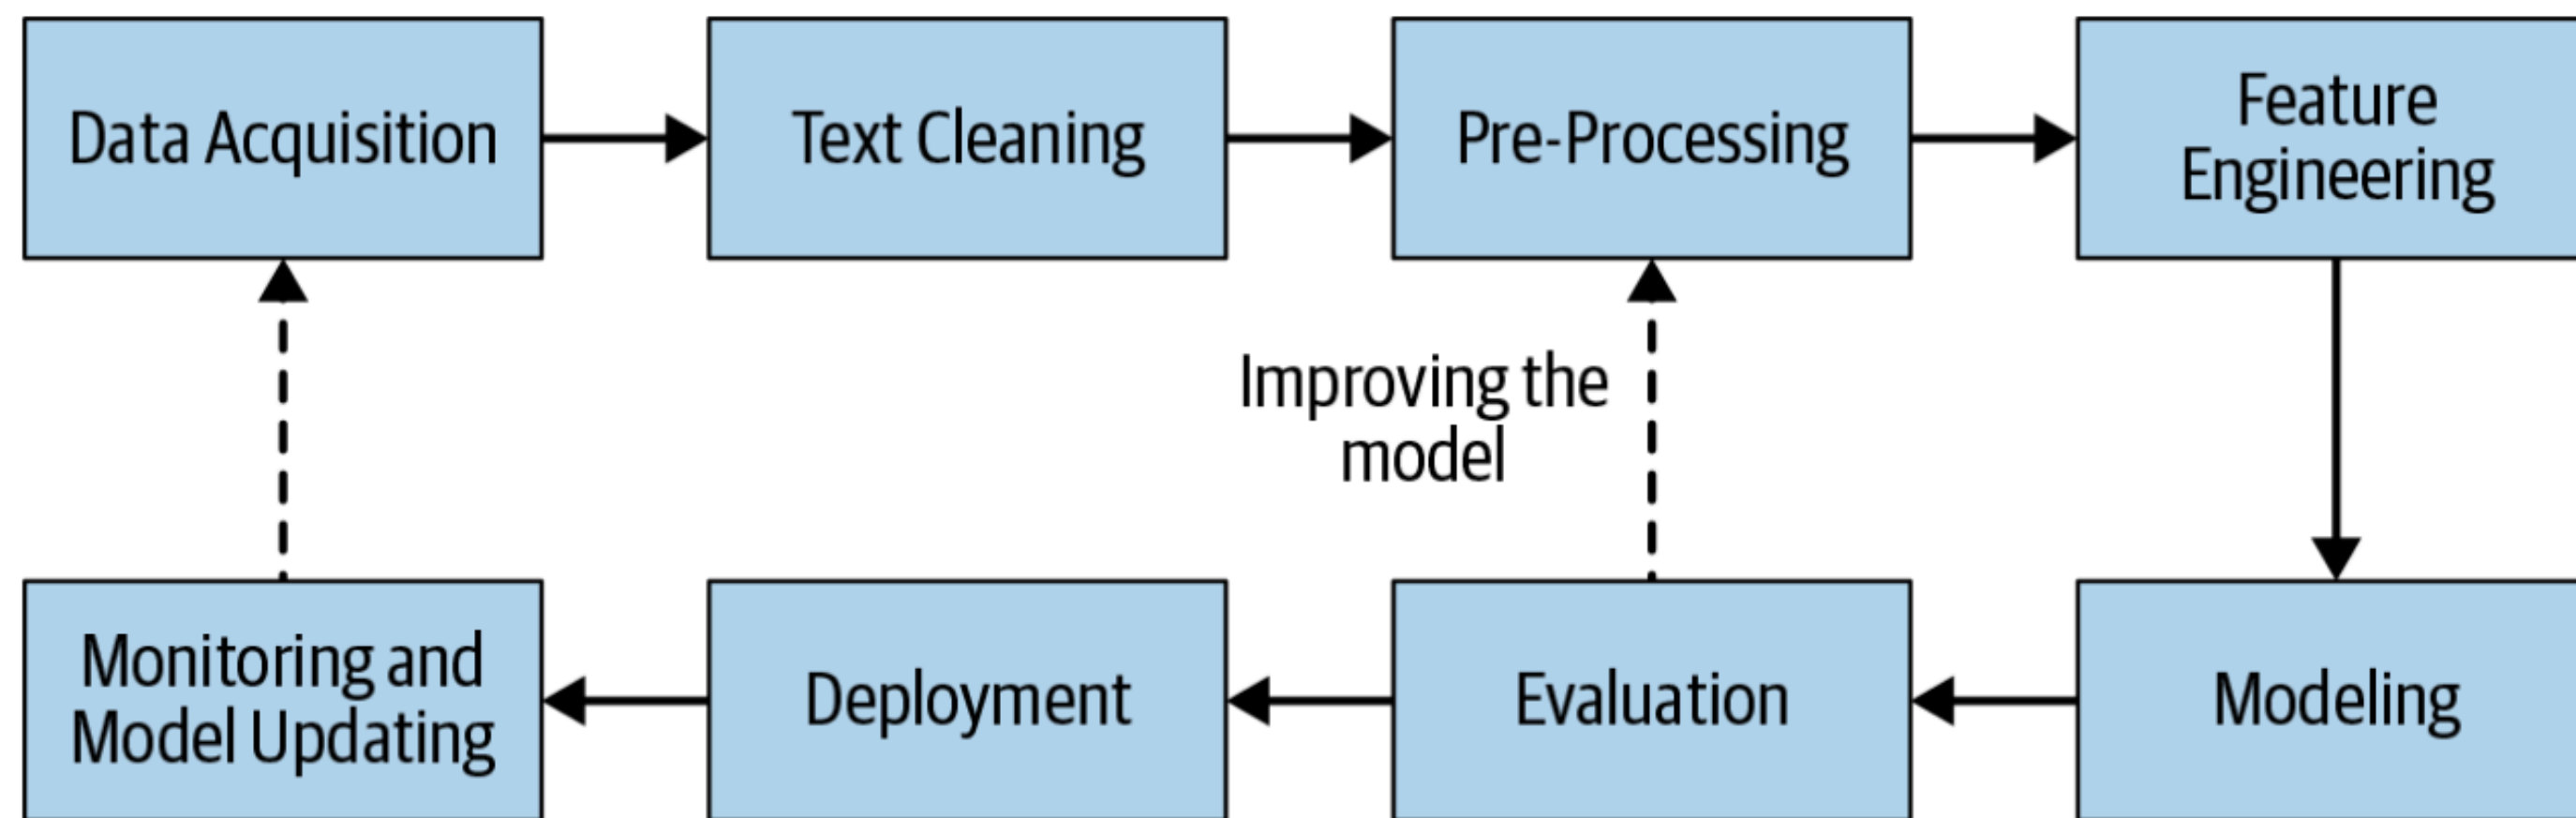 Data Acquisition
Text Cleaning
Pre-Processing
Feature
Engineering
Improving the
model
Monitoring and
Model Updating
Deployment
Evaluation
Modeling